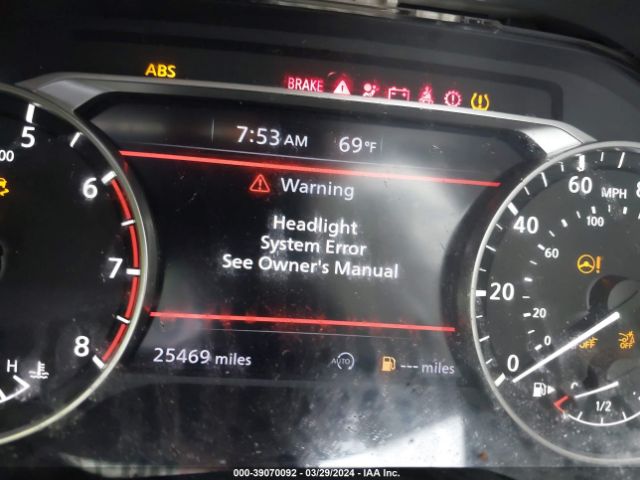 ABS
BRAKE
7:53 AM 69°F
Warning
Headlight
System Error
See Owner's Manual
25469 miles
AUTO
--- miles
5
6
7
8
H
0
20
40
60
MPH
0
20
60
100
OFF
1/2
000-39070092 - 03/29/2024 - IAA Inc.